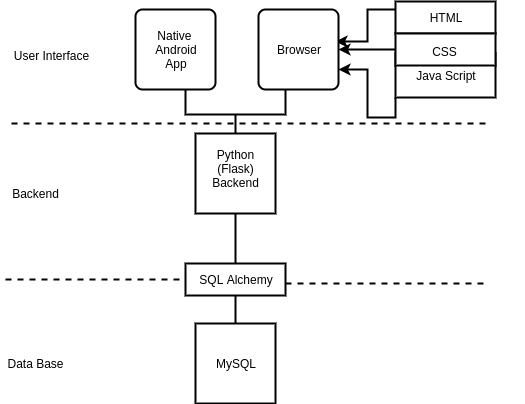 User Interface
Native
Android
App
Browser
HTML
CSS
Java Script
Backend
Python
(Flask)
Backend
SQL Alchemy
Data Base
MySQL